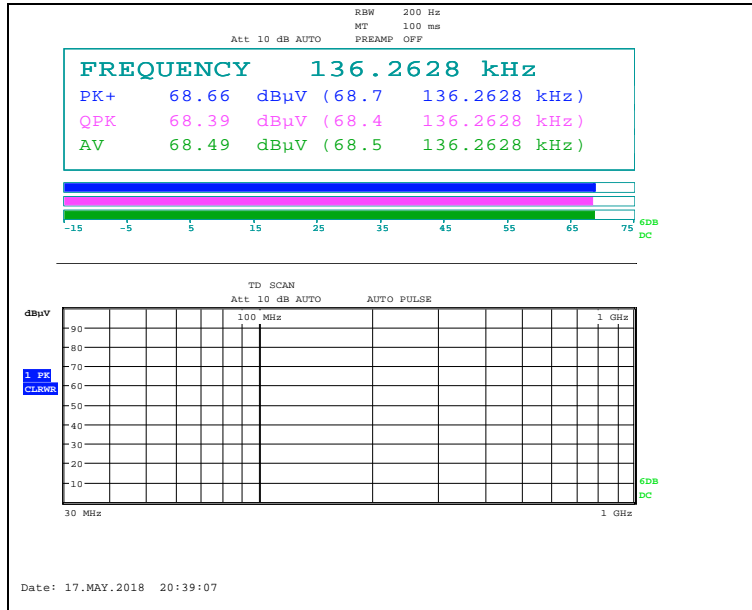 RBW 200 Hz
MT 100 ms
Att 10 dB AUTO PREAMP OFF
FREQUENCY 136.2628 kHz
PK+ 68.66 dBµV (68.7 136.2628 kHz)
QPK 68.39 dBµV (68.4 136.2628 kHz)
AV 68.49 dBµV (68.5 136.2628 kHz)
-15 -5 5 15 25 35 45 55 65 75
6DB
DC
TD SCAN
Att 10 dB AUTO AUTO PULSE
dBµV
100 MHz 1 GHz
90
80
70
1 PK
CLRWR
60
50
40
30
20
10
6DB
DC
30 MHz 1 GHz
Date: 17.MAY.2018 20:39:07